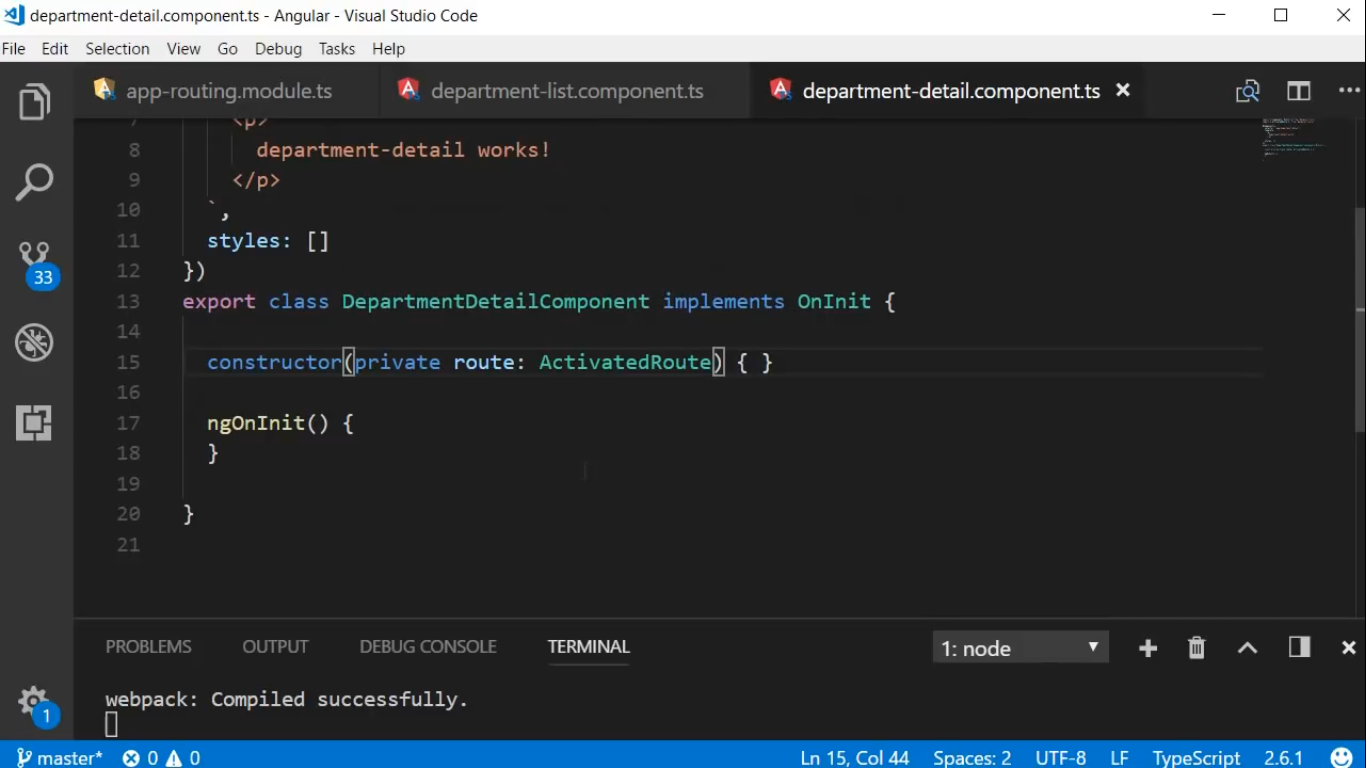 department-detail.component.ts - Angular - Visual Studio Code
File Edit Selection View Go Debug Tasks Help
app-routing.module.ts department-list.component.ts department-detail.component.ts
7 <p>
8 department-detail works!
9 </p>
10 `,
11 styles: []
12 })
13 export class DepartmentDetailComponent implements OnInit {
14
15 constructor(private route: ActivatedRoute) { }
16
17 ngOnInit() {
18 }
19
20 }
21
33
PROBLEMS OUTPUT DEBUG CONSOLE TERMINAL 1: node
webpack: Compiled successfully.
1
master* 0 0 Ln 15, Col 44 Spaces: 2 UTF-8 LF TypeScript 2.6.1